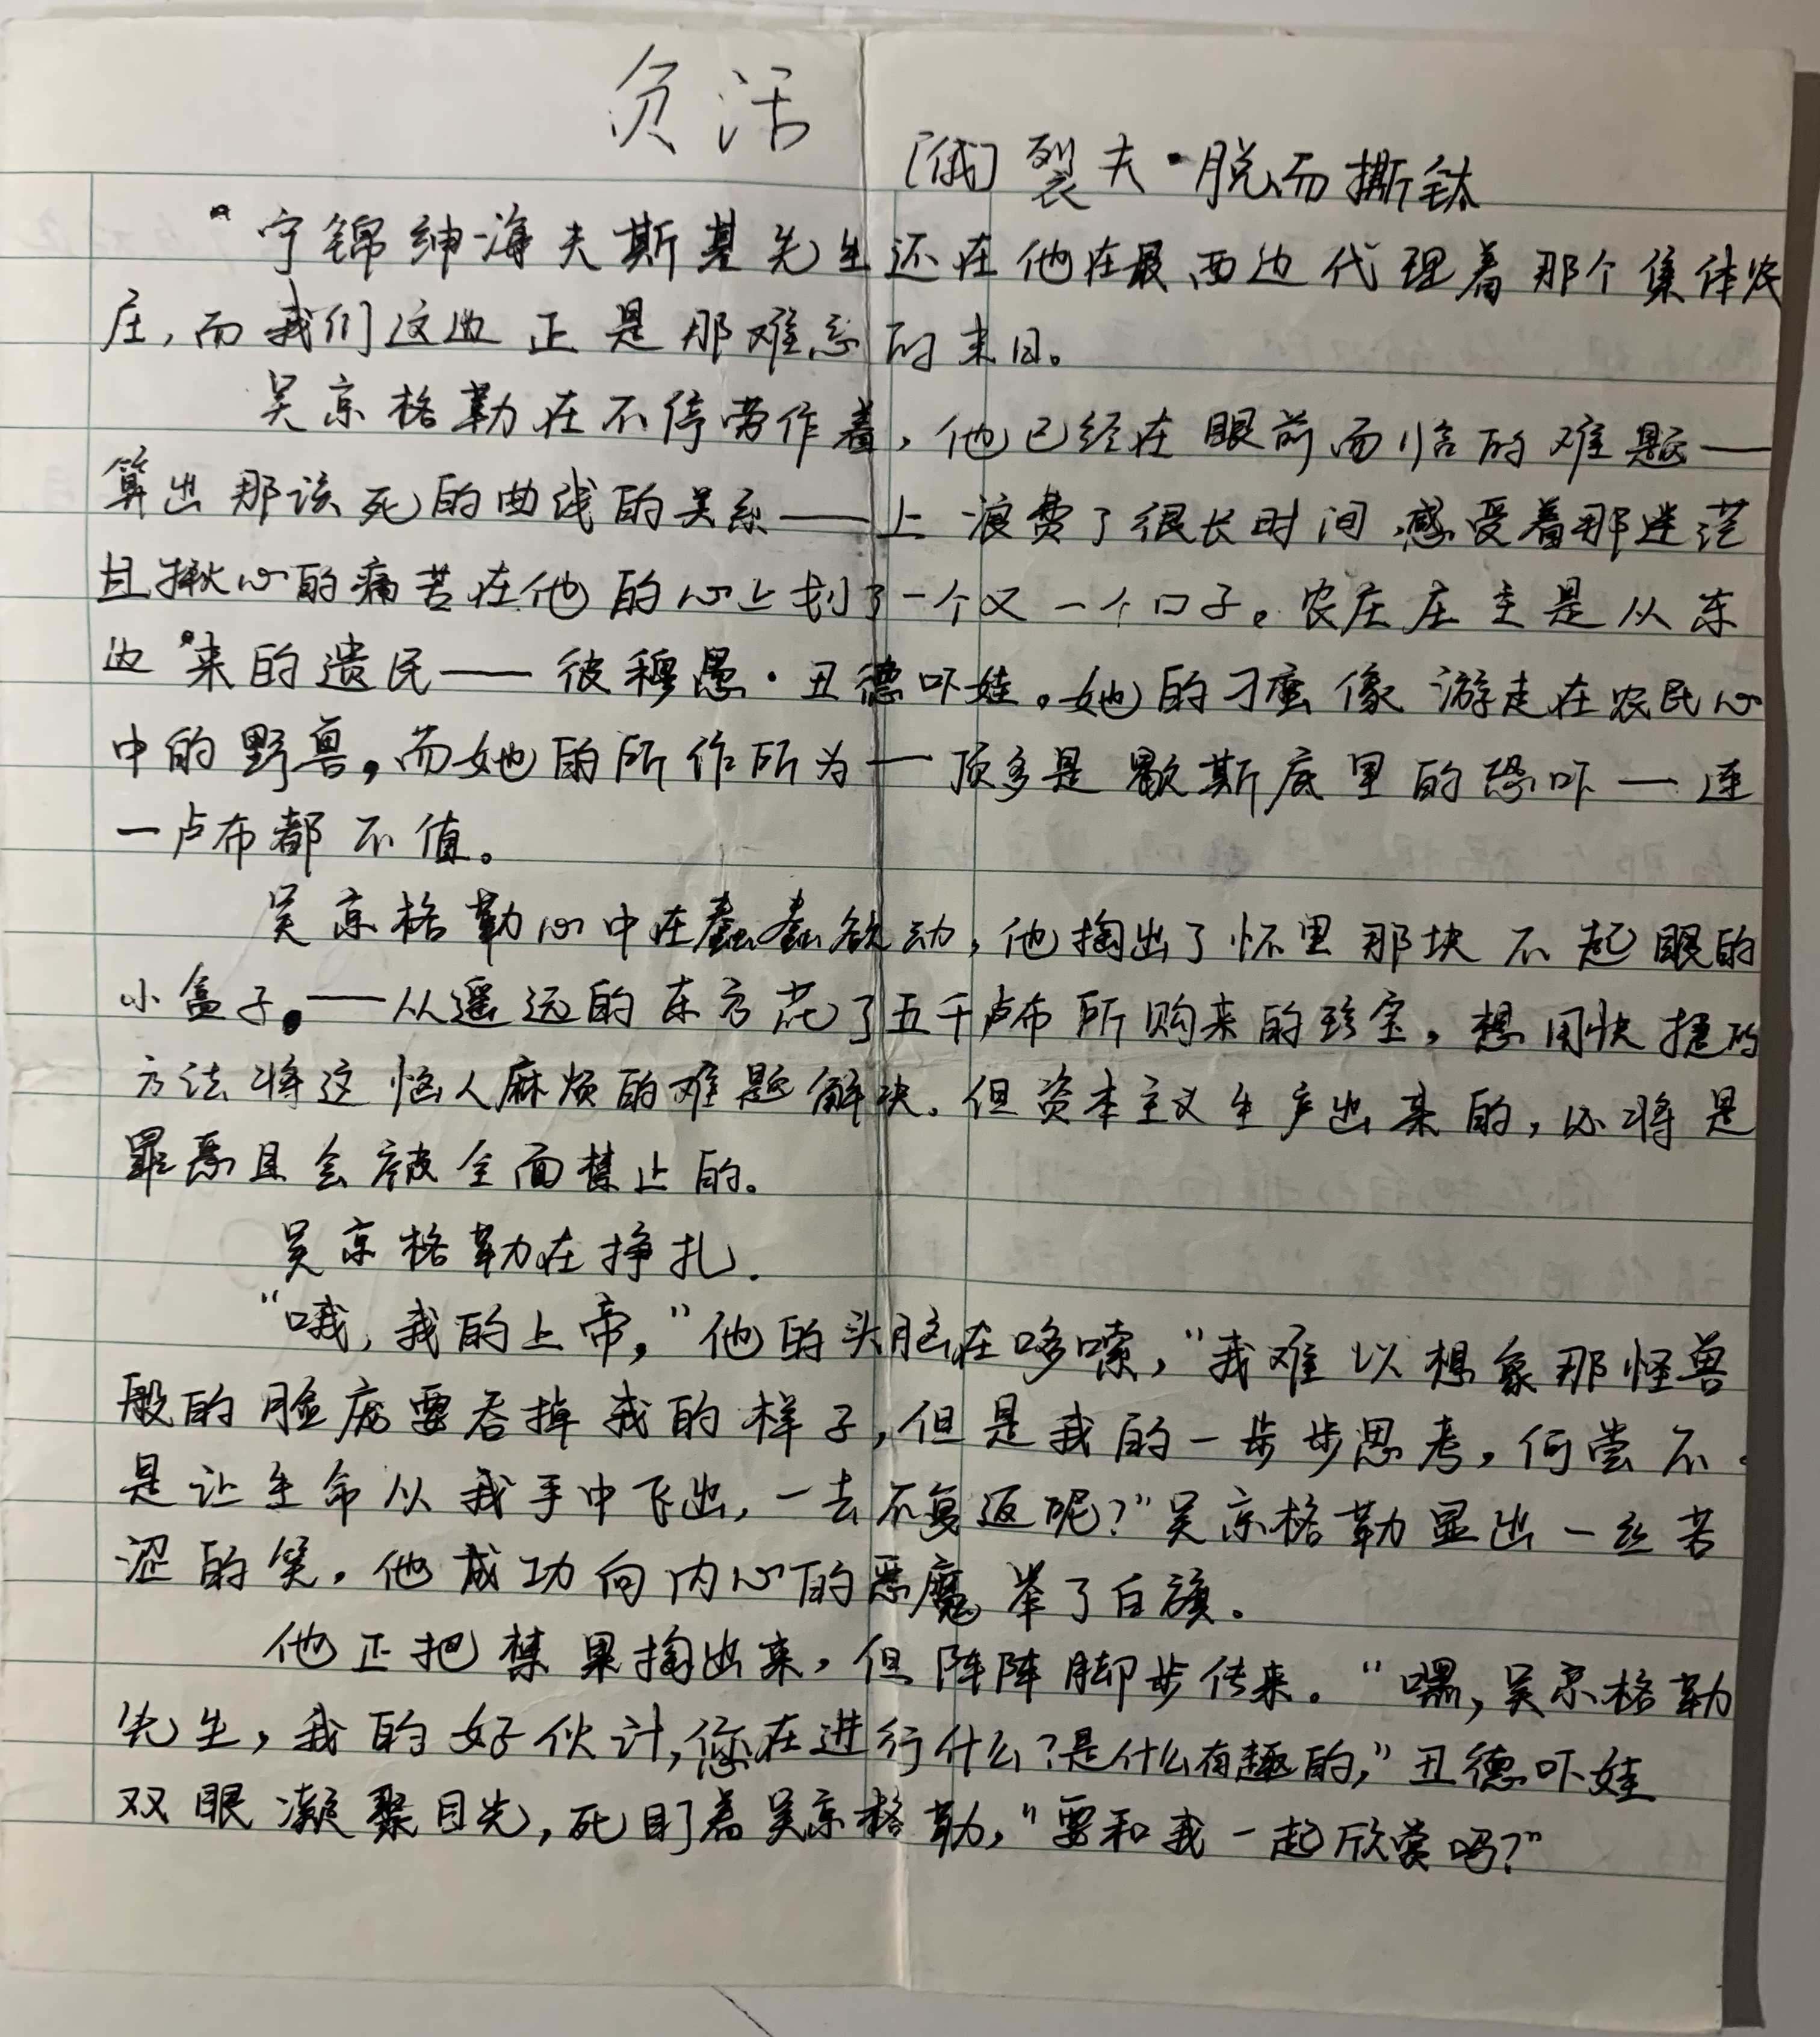 负活
[俄] 裂夫·脱而撕钛
宁锦绅海夫斯基先生还在他在最西边代理着那个集体农
庄,而我们这边正是那难忘的末日。
吴京格勒在不停劳作着,他已经在眼前面临的难题——
算出那该死的曲线的关系——上浪费了很长时间,感受着那迷茫
且揪心的痛苦在他的心上划了一个又一个口子。农庄庄主是从东
边来的遗民——彼穆愚·丑德吓娃。她的刁蛮像游走在农民心
中的野兽,而她的所作所为—顶多是歇斯底里的恐吓—连
一卢布都不值。
吴京格勒心中在蠢蠢欲动,他掏出了怀里那块不起眼的
小盒子——从遥远的东方花了五千卢布所购来的珍宝,想用快捷的
方法将这恼人麻烦的难题解决。但资本主义生产出来的,必将是
罪恶且会被全面禁止的。
吴京格勒在挣扎.
“哦,我的上帝,”他的头脑在哆嗦,“我难以想象那怪兽
般的脸庞要吞掉我的样子,但是我的一步步思考,何尝不
是让生命从我手中飞出,一去不复返呢?”吴京格勒显出一丝苦
涩的笑。他成功向内心的恶魔举了白旗。
他正把禁果掏出来,但阵阵脚步传来。“嘿,吴京格勒
先生,我的好伙计,您在进行什么?是什么有趣的,”丑德吓娃
双眼凝聚目光,死盯着吴京格勒,“要和我一起欣赏吗?”